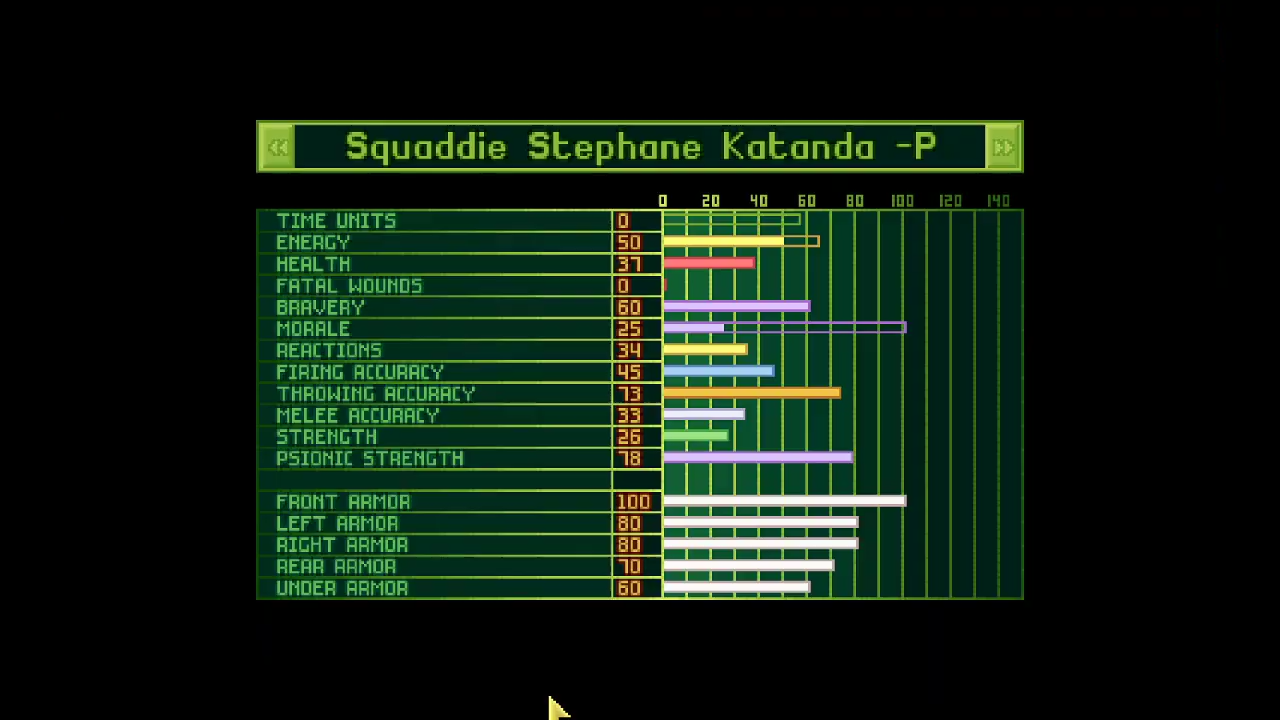 Squaddie Stephane Katanda -P
0 20 40 60 80 100 120 140
TIME UNITS 0
ENERGY 50
HEALTH 37
FATAL WOUNDS 0
BRAVERY 60
MORALE 25
REACTIONS 34
FIRING ACCURACY 45
THROWING ACCURACY 73
MELEE ACCURACY 33
STRENGTH 26
PSIONIC STRENGTH 78
FRONT ARMOR 100
LEFT ARMOR 80
RIGHT ARMOR 80
REAR ARMOR 70
UNDER ARMOR 60